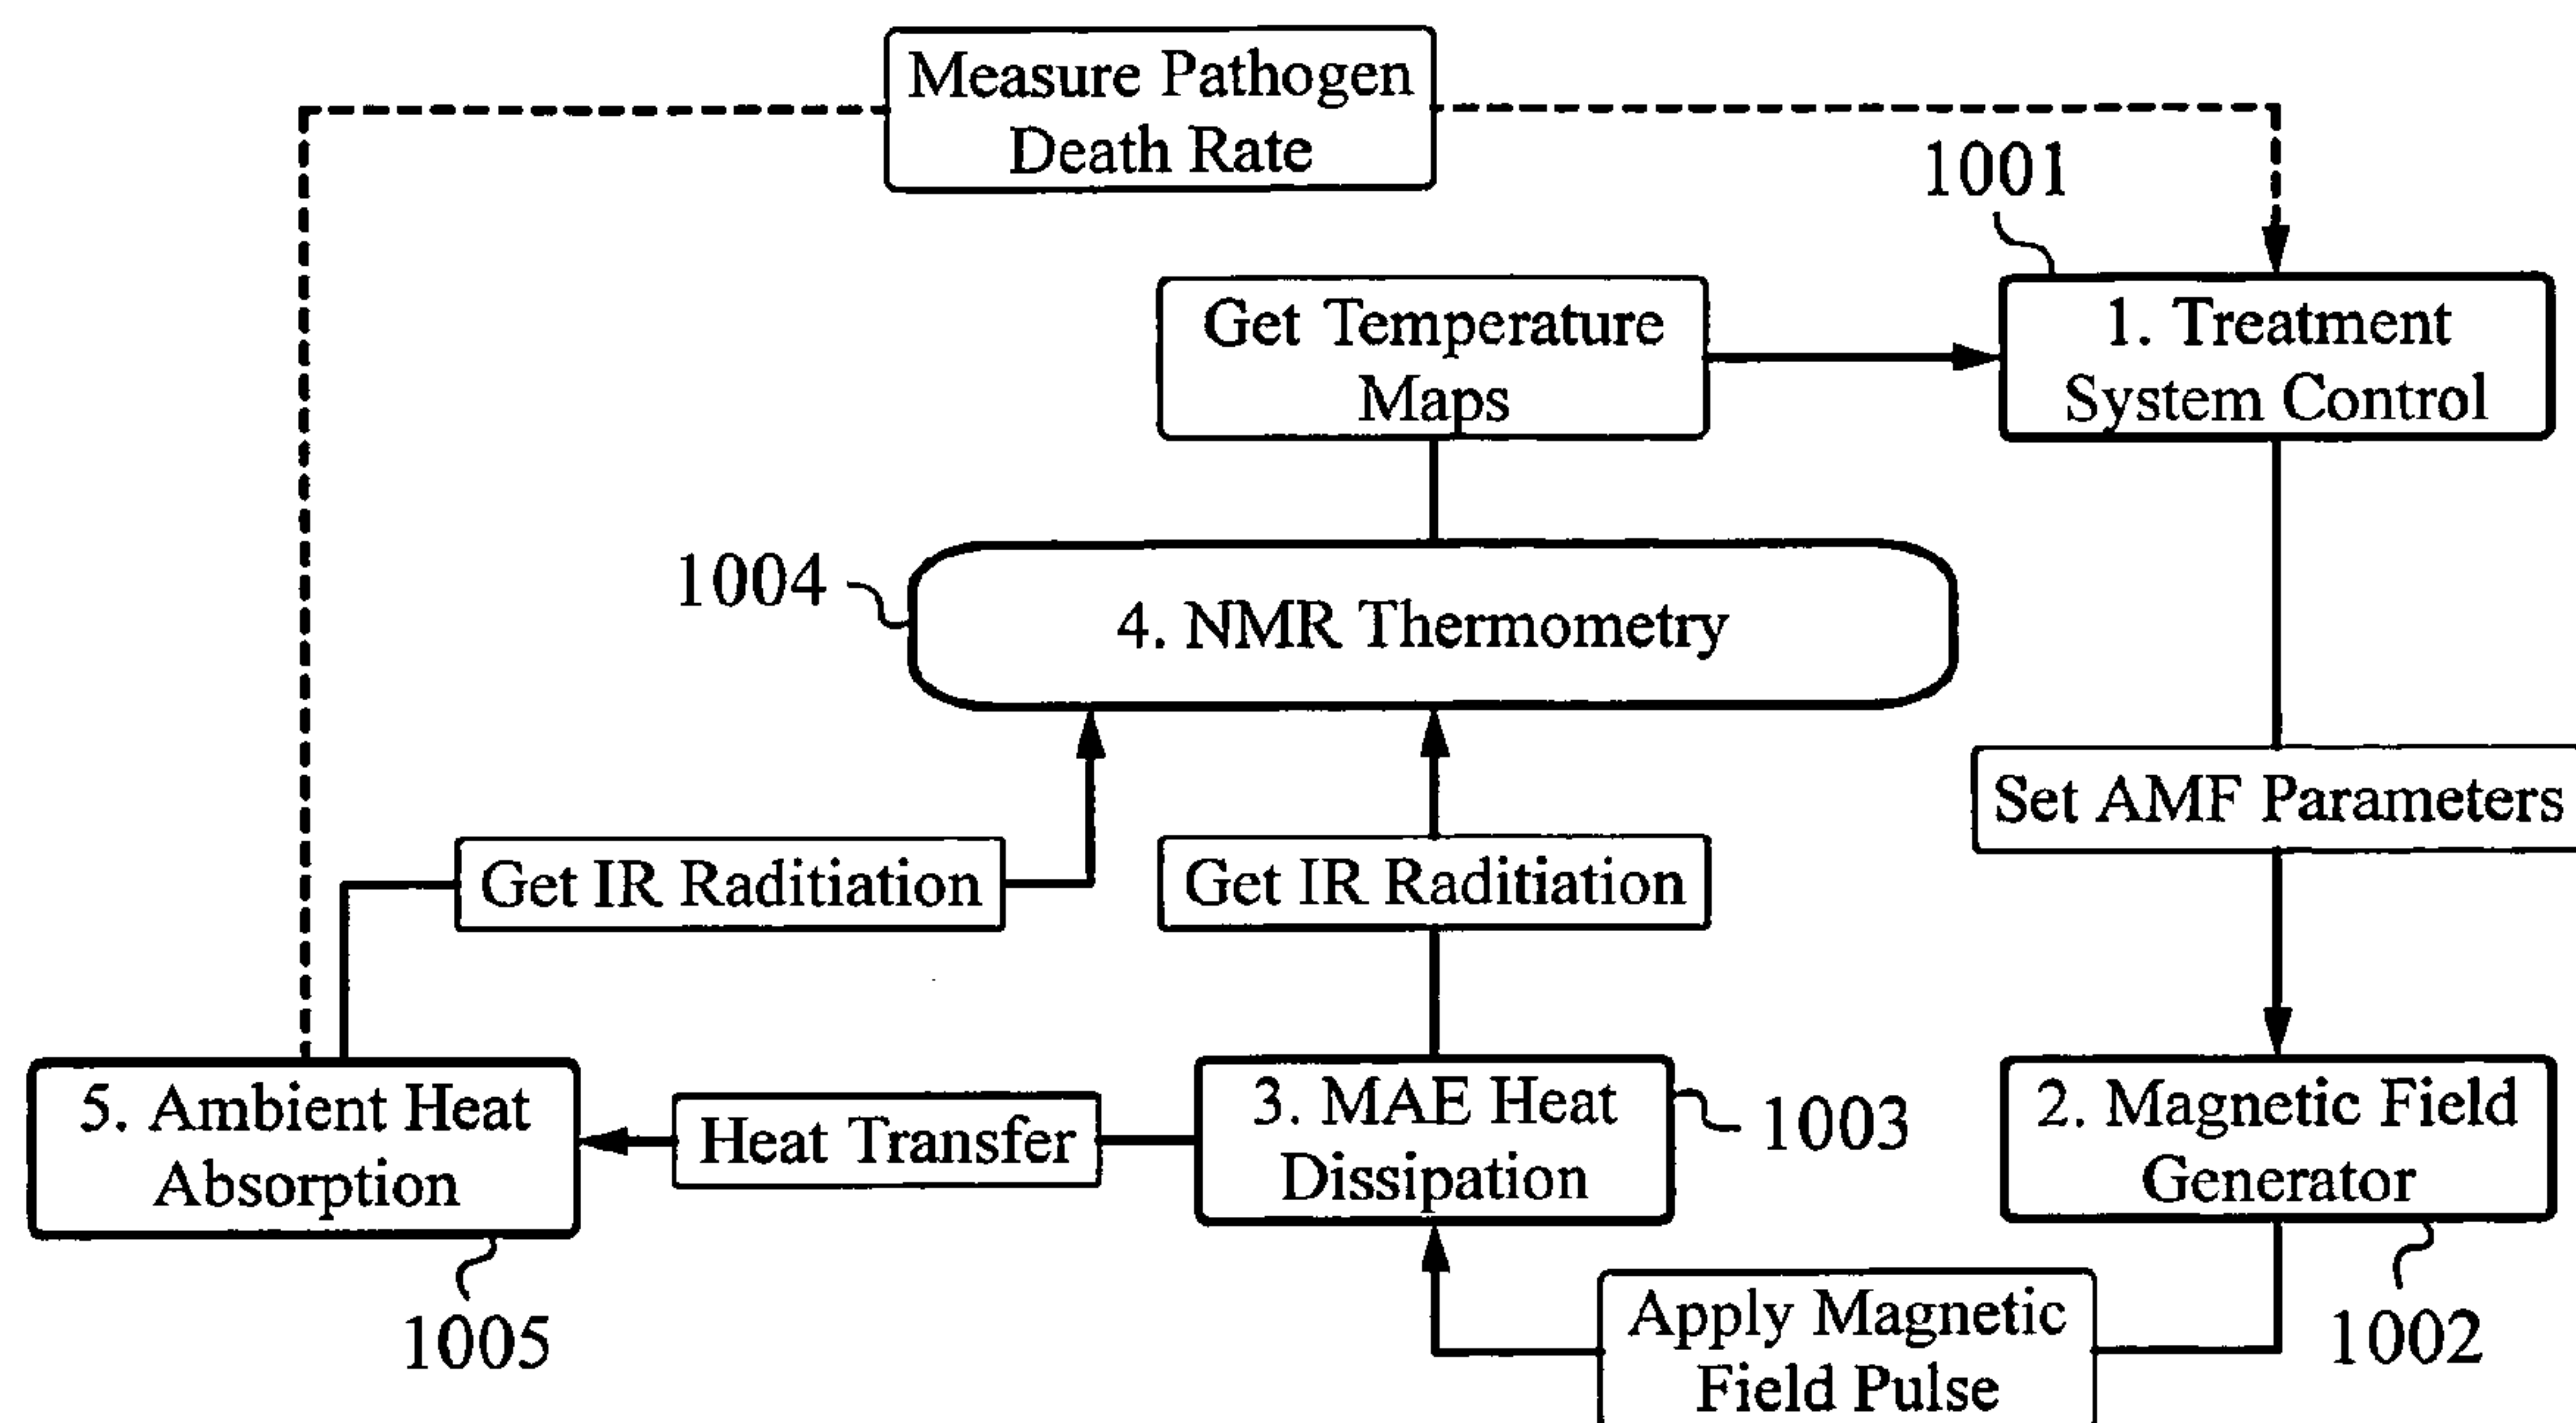 Measure Pathogen
Death Rate
1001
Get Temperature
Maps
1. Treatment
System Control
1004
4. NMR Thermometry
Set AMF Parameters
Get IR Raditiation
Get IR Raditiation
5. Ambient Heat
Absorption
Heat Transfer
3. MAE Heat
Dissipation
1003
2. Magnetic Field
Generator
Apply Magnetic
Field Pulse
1005
1002